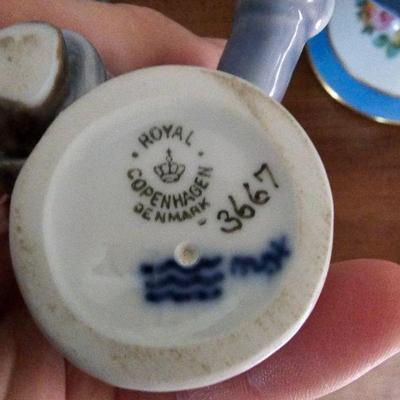 ROYAL
COPENHAGEN
DENMARK
3667